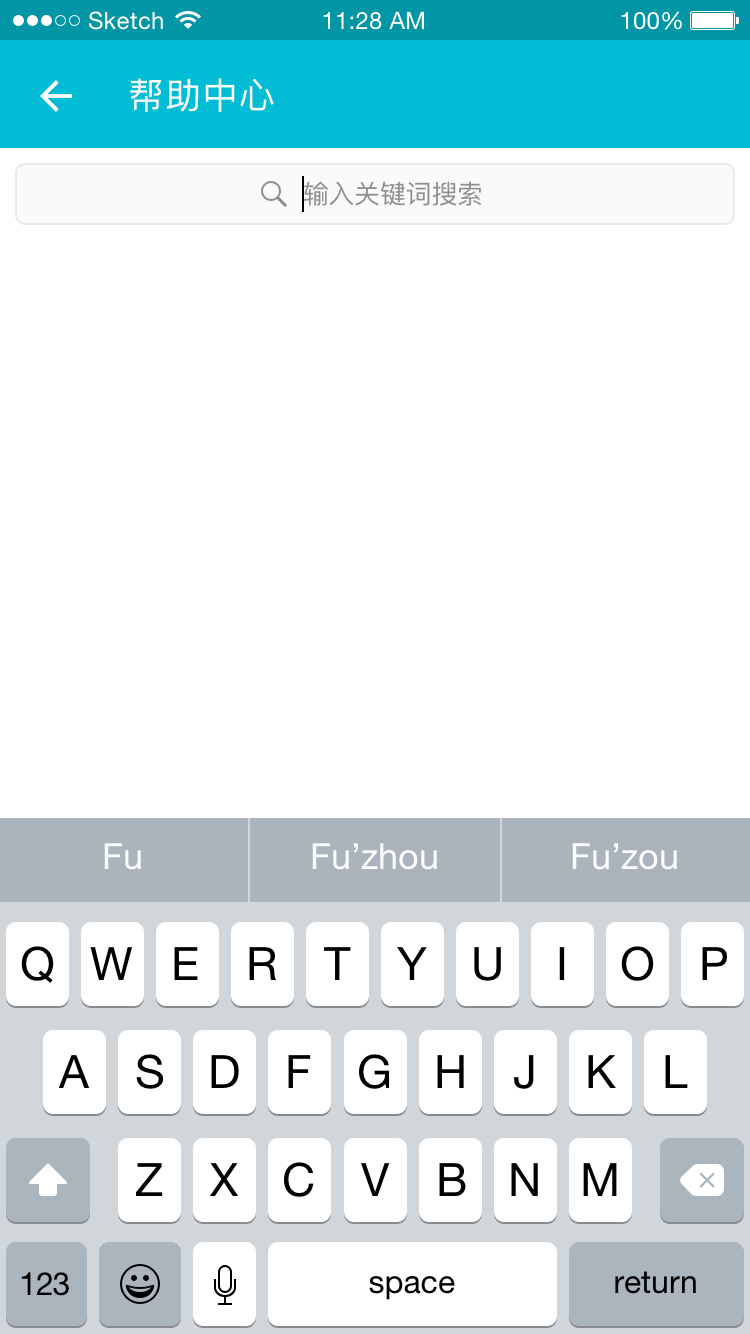 Sketch 11:28 AM 100%
帮助中心
输入关键词搜索
Fu Fu’zhou Fu’zou
Q W E R T Y U I O P
A S D F G H J K L
Z X C V B N M
123 space return